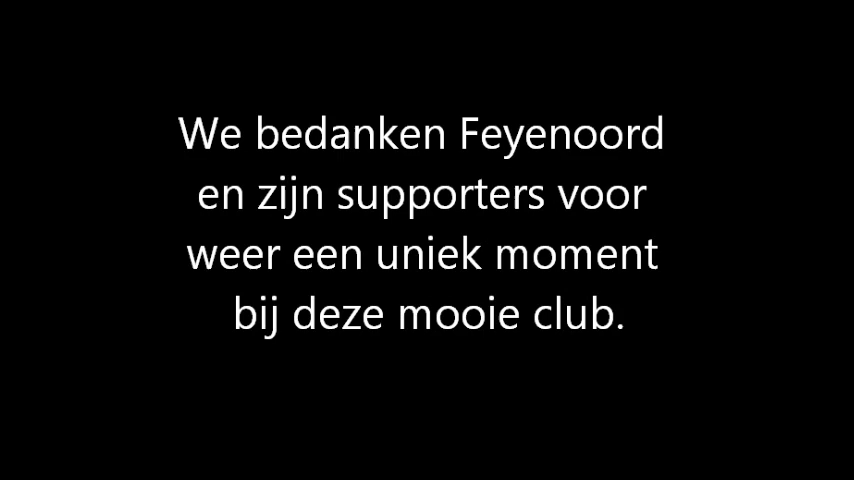 We bedanken Feyenoord
en zijn supporters voor
weer een uniek moment
bij deze mooie club.